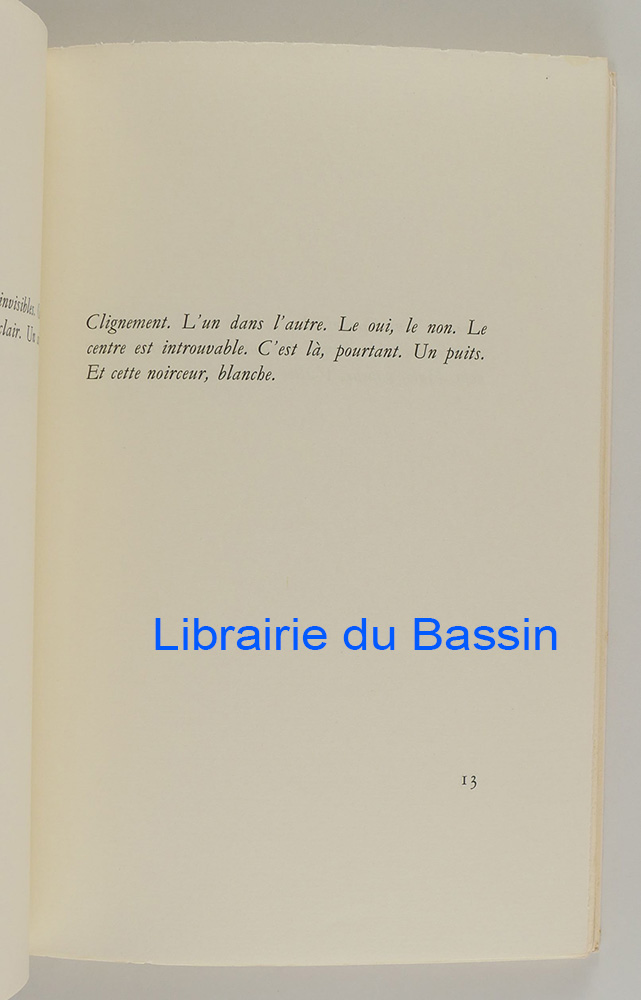 invisibles.
clair. Un
Clignement. L'un dans l'autre. Le oui, le non. Le
centre est introuvable. C'est là, pourtant. Un puits.
Et cette noirceur, blanche.
Librairie du Bassin
13